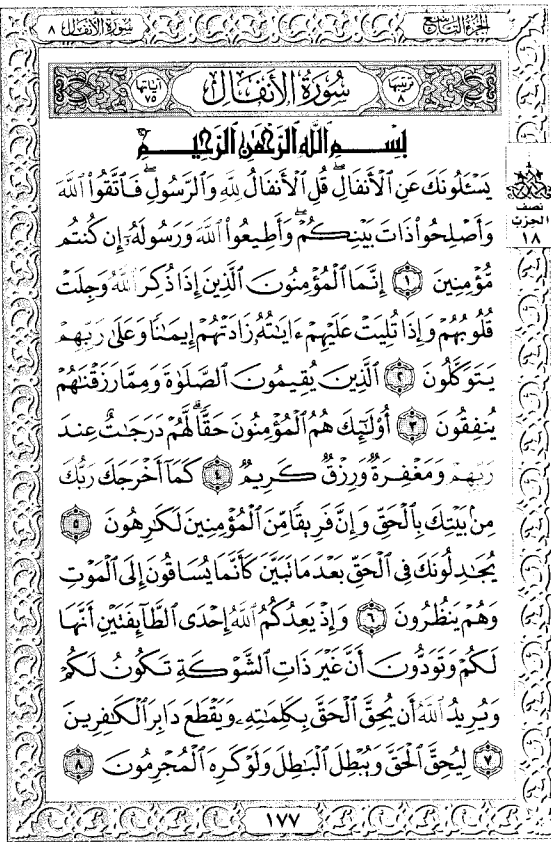 الجزء التاسع
سورة الأنفال ٨
ترتيبها ٨
سُورَةُ الأَنفَالِ
آياتها ٧٥
بِسْمِ اللَّهِ الرَّحْمَٰنِ الرَّحِيمِ
يَسْـَٔلُونَكَ عَنِ ٱلْأَنفَالِ ۖ قُلِ ٱلْأَنفَالُ لِلَّهِ وَٱلرَّسُولِ ۖ فَٱتَّقُوا۟ ٱللَّهَ
وَأَصْلِحُوا۟ ذَاتَ بَيْنِكُمْ ۖ وَأَطِيعُوا۟ ٱللَّهَ وَرَسُولَهُۥٓ إِن كُنتُم
مُّؤْمِنِينَ ١ إِنَّمَا ٱلْمُؤْمِنُونَ ٱلَّذِينَ إِذَا ذُكِرَ ٱللَّهُ وَجِلَتْ
قُلُوبُهُمْ وَإِذَا تُلِيَتْ عَلَيْهِمْ ءَايَٰتُهُۥ زَادَتْهُمْ إِيمَٰنًا وَعَلَىٰ رَبِّهِمْ
يَتَوَكَّلُونَ ٢ ٱلَّذِينَ يُقِيمُونَ ٱلصَّلَوٰةَ وَمِمَّا رَزَقْنَٰهُمْ
يُنفِقُونَ ٣ أُو۟لَٰٓئِكَ هُمُ ٱلْمُؤْمِنُونَ حَقًّا ۚ لَّهُمْ دَرَجَٰتٌ عِندَ
رَبِّهِمْ وَمَغْفِرَةٌ وَرِزْقٌ كَرِيمٌ ٤ كَمَآ أَخْرَجَكَ رَبُّكَ
مِنۢ بَيْتِكَ بِٱلْحَقِّ وَإِنَّ فَرِيقًا مِّنَ ٱلْمُؤْمِنِينَ لَكَٰرِهُونَ ٥
يُجَٰدِلُونَكَ فِى ٱلْحَقِّ بَعْدَ مَا تَبَيَّنَ كَأَنَّمَا يُسَاقُونَ إِلَى ٱلْمَوْتِ
وَهُمْ يَنظُرُونَ ٦ وَإِذْ يَعِدُكُمُ ٱللَّهُ إِحْدَى ٱلطَّآئِفَتَيْنِ أَنَّهَا
لَكُمْ وَتَوَدُّونَ أَنَّ غَيْرَ ذَاتِ ٱلشَّوْكَةِ تَكُونُ لَكُمْ
وَيُرِيدُ ٱللَّهُ أَن يُحِقَّ ٱلْحَقَّ بِكَلِمَٰتِهِۦ وَيَقْطَعَ دَابِرَ ٱلْكَٰفِرِينَ
٧ لِيُحِقَّ ٱلْحَقَّ وَيُبْطِلَ ٱلْبَٰطِلَ وَلَوْ كَرِهَ ٱلْمُجْرِمُونَ ٨
نصف
الحزب
١٨
١٧٧